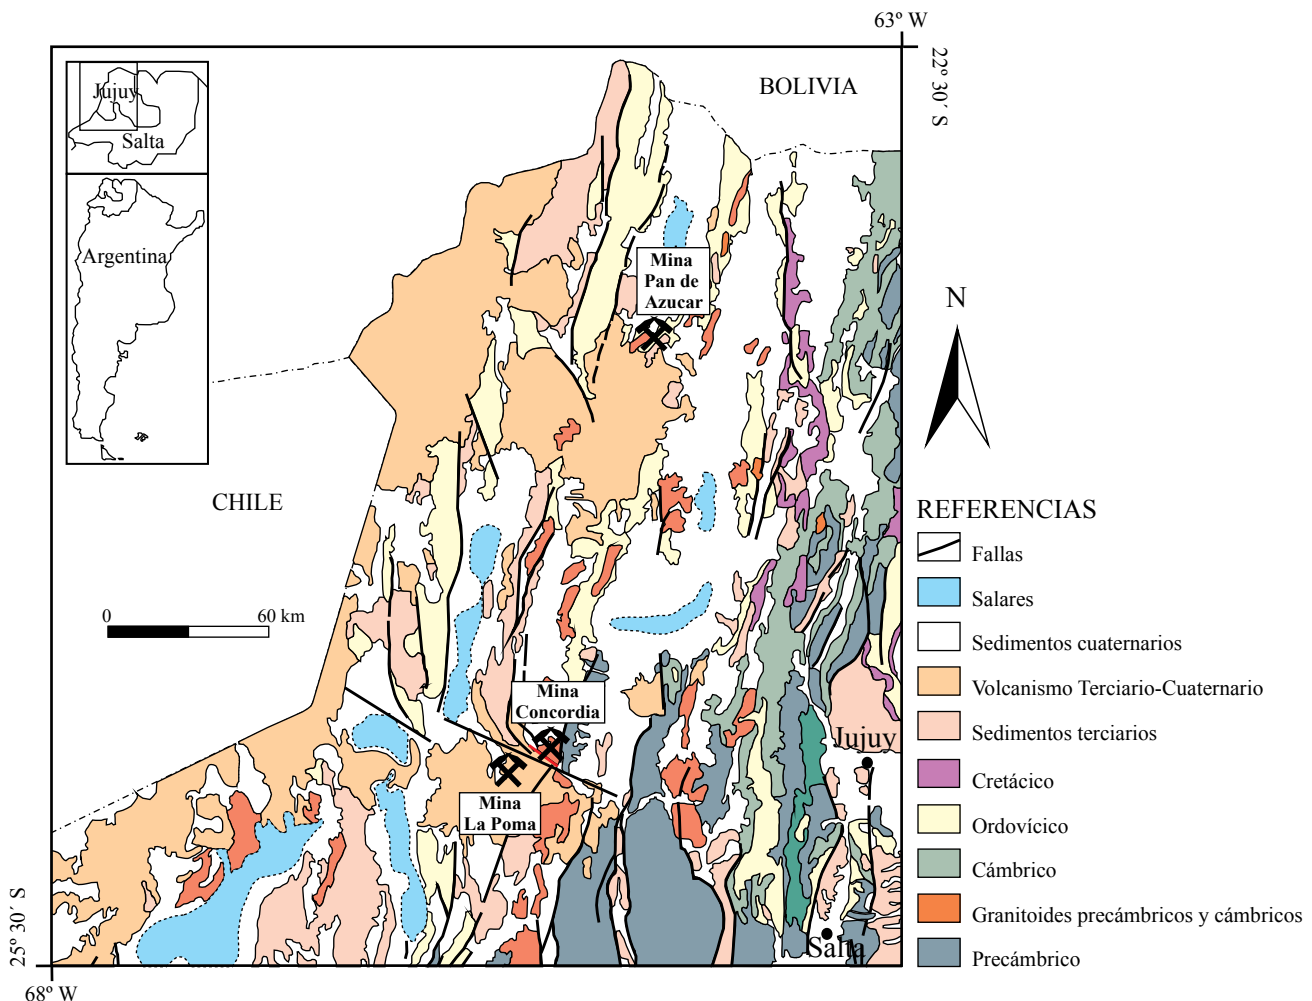 63º W
22º 30´ S
BOLIVIA
Jujuy
Salta
Argentina
Mina
Pan de
Azucar
N
CHILE
0
60 km
Mina
Concordia
Mina
La Poma
Jujuy
Salta
25º 30´ S
68º W
REFERENCIAS
Fallas
Salares
Sedimentos cuaternarios
Volcanismo Terciario-Cuaternario
Sedimentos terciarios
Cretácico
Ordovícico
Cámbrico
Granitoides precámbricos y cámbricos
Precámbrico